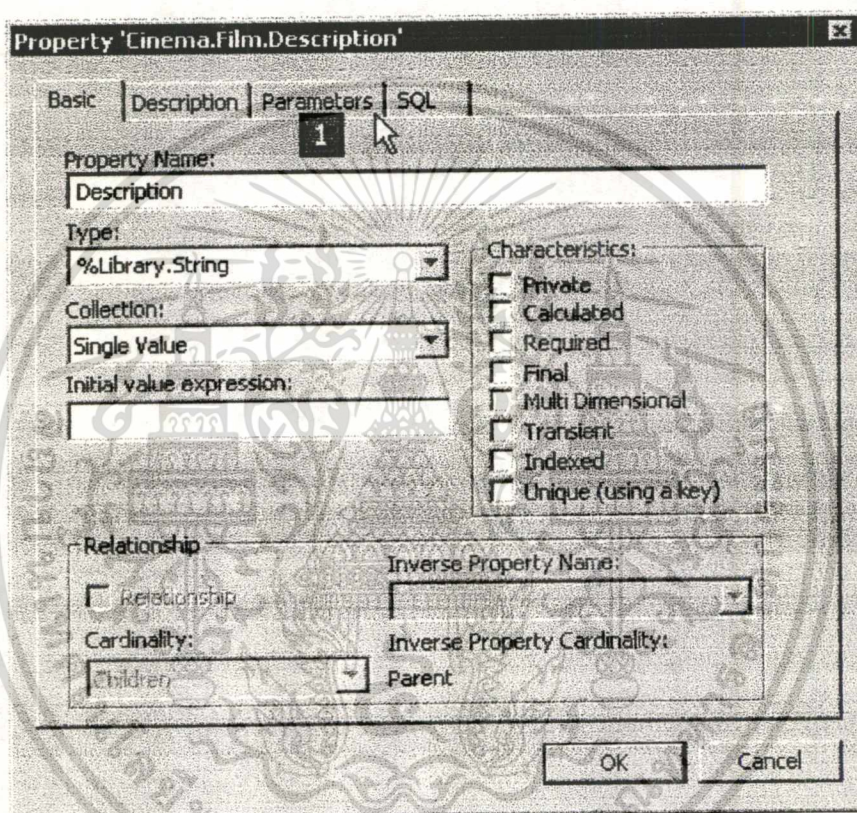 Property 'Cinema.Film.Description'
Basic Description Parameters SQL
1
Property Name:
Description
Type:
%Library.String
Collection:
Single Value
Initial value expression:
Characteristics:
Private
Calculated
Required
Final
Multi Dimensional
Transient
Indexed
Unique (using a key)
Relationship
Relationship
Inverse Property Name:
Cardinality:
Children
Inverse Property Cardinality:
Parent
OK Cancel